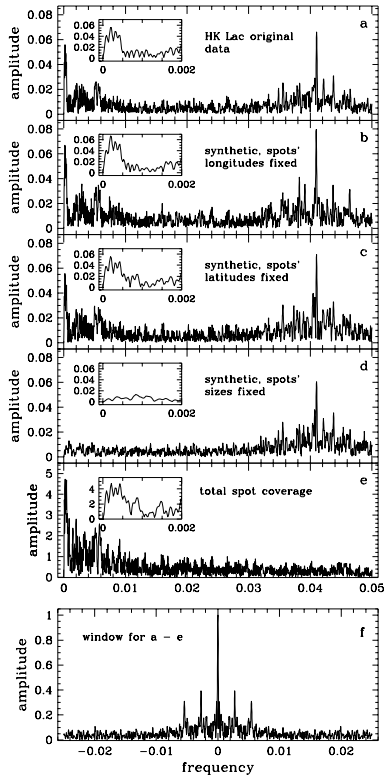 a
HK Lac original
data
0.06
0.04
0.02
0
0 0.002
0.08
0.06
0.04
0.02
0
amplitude
b
synthetic, spots'
longitudes fixed
0.06
0.04
0.02
0
0 0.002
0.08
0.06
0.04
0.02
0
amplitude
c
synthetic, spots'
latitudes fixed
0.06
0.04
0.02
0
0 0.002
0.08
0.06
0.04
0.02
0
amplitude
d
synthetic, spots'
sizes fixed
0.06
0.04
0.02
0
0 0.002
0.08
0.06
0.04
0.02
0
amplitude
e
total spot coverage
4
2
0
0 0.002
5
4
3
2
1
0
amplitude
0 0.01 0.02 0.03 0.04 0.05
f
window for a – e
1
0.8
0.6
0.4
0.2
0
amplitude
-0.02 -0.01 0 0.01 0.02
frequency